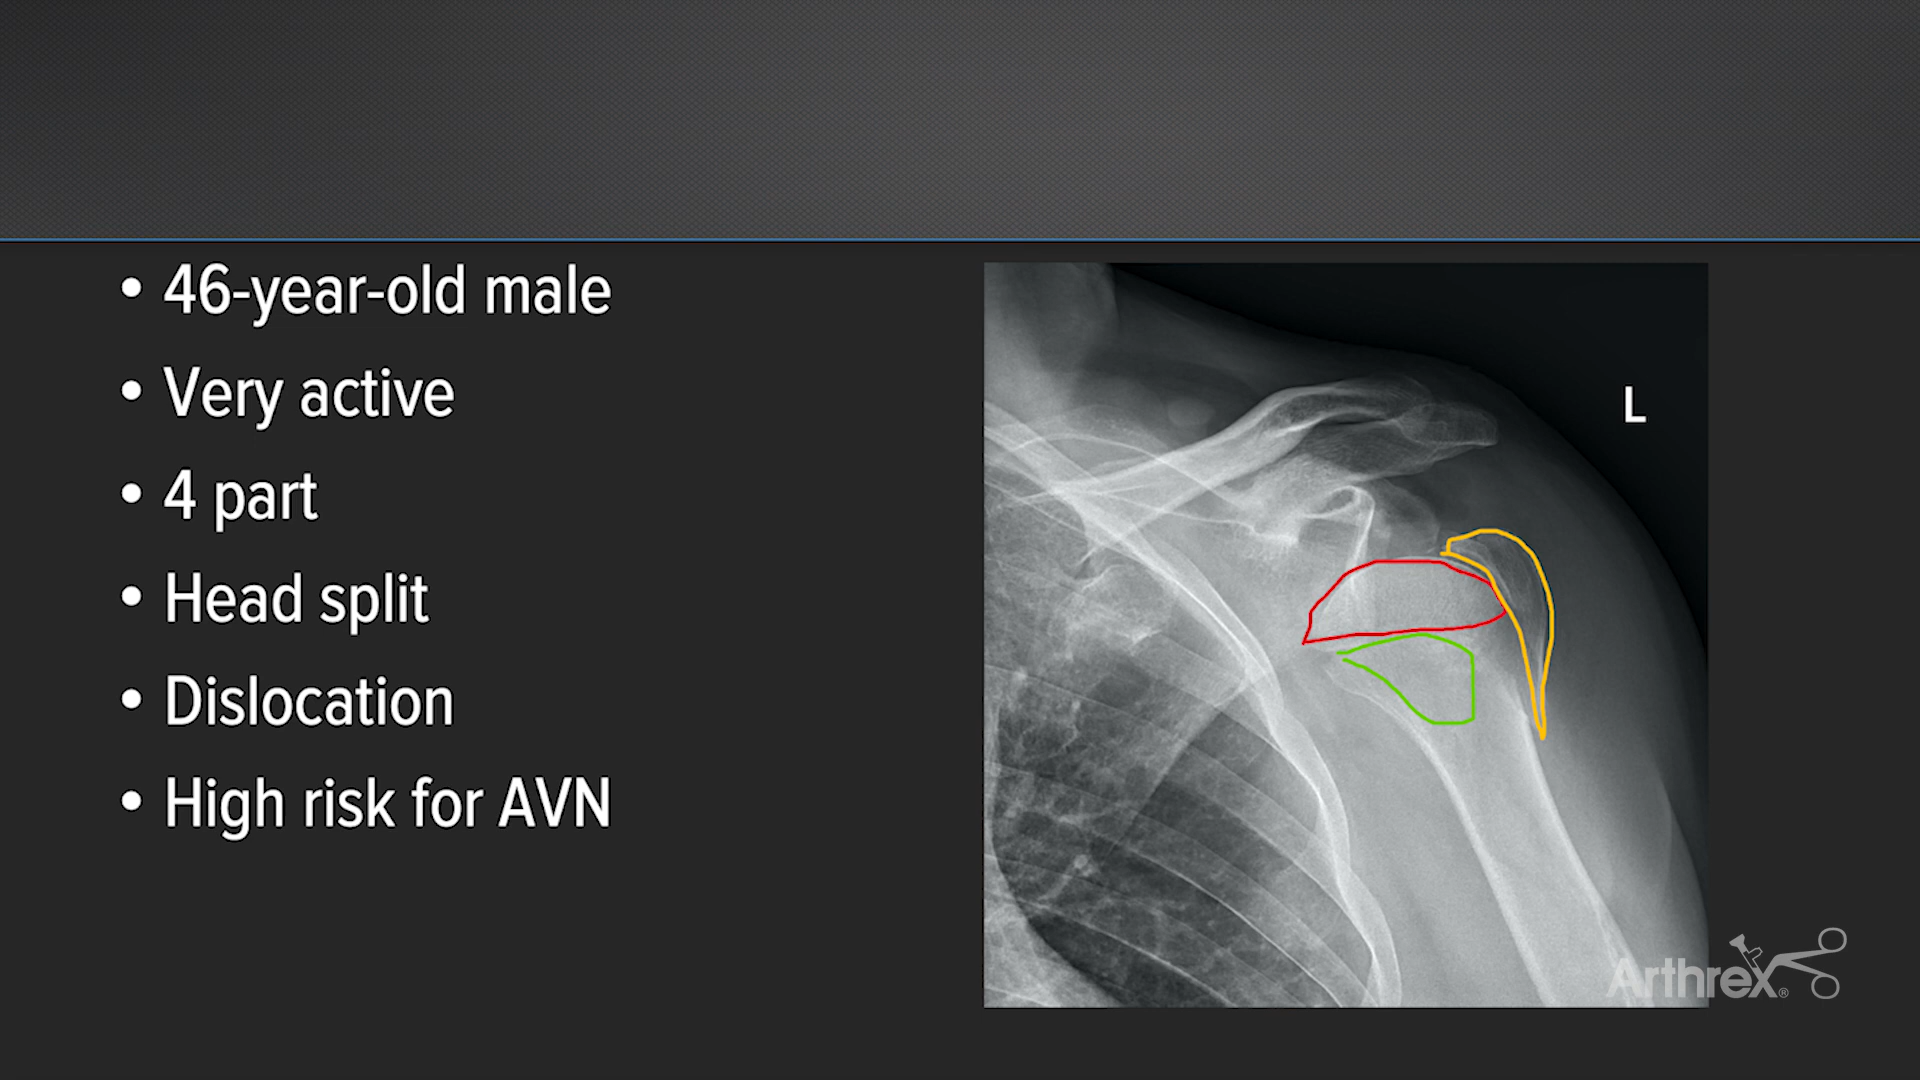 • 46-year-old male
• Very active
• 4 part
• Head split
• Dislocation
• High risk for AVN
L
Arthrex®